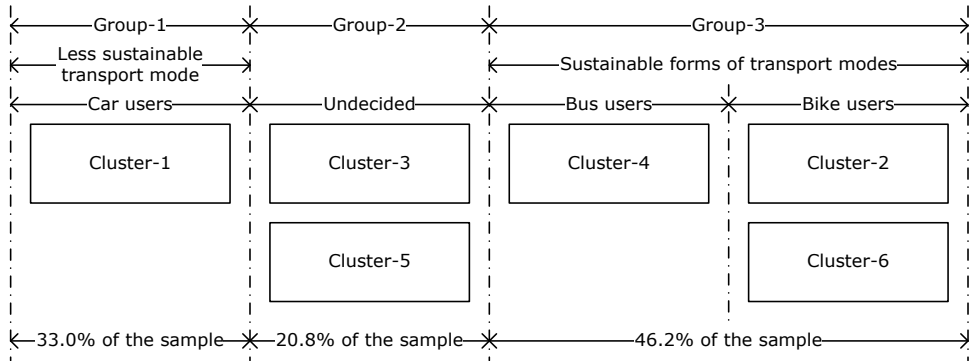 Group-1 Group-2 Group-3
Less sustainable
transport mode
Sustainable forms of transport modes
Car users Undecided Bus users Bike users
Cluster-1 Cluster-3 Cluster-4 Cluster-2
Cluster-5 Cluster-6
33.0% of the sample 20.8% of the sample 46.2% of the sample